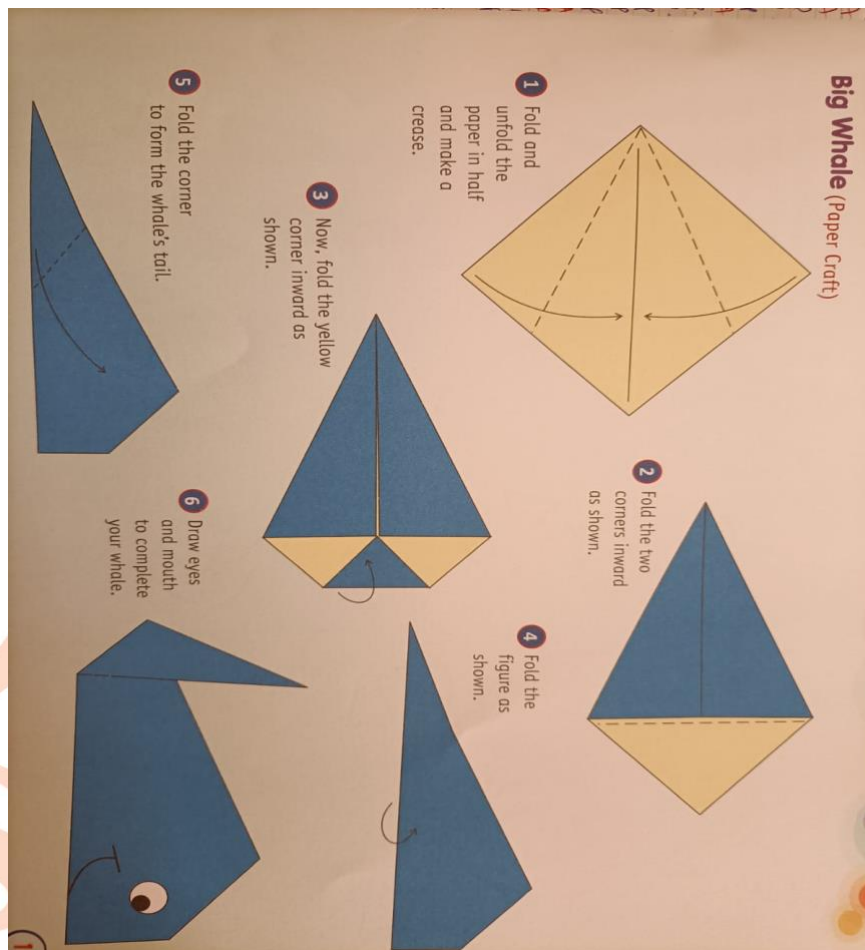 Big Whale (Paper Craft)
1 Fold and
unfold the
paper in half
and make a
crease.
2 Fold the two
corners inward
as shown.
3 Now, fold the yellow
corner inward as
shown.
4 Fold the
figure as
shown.
5 Fold the corner
to form the whale's tail.
6 Draw eyes
and mouth
to complete
your whale.